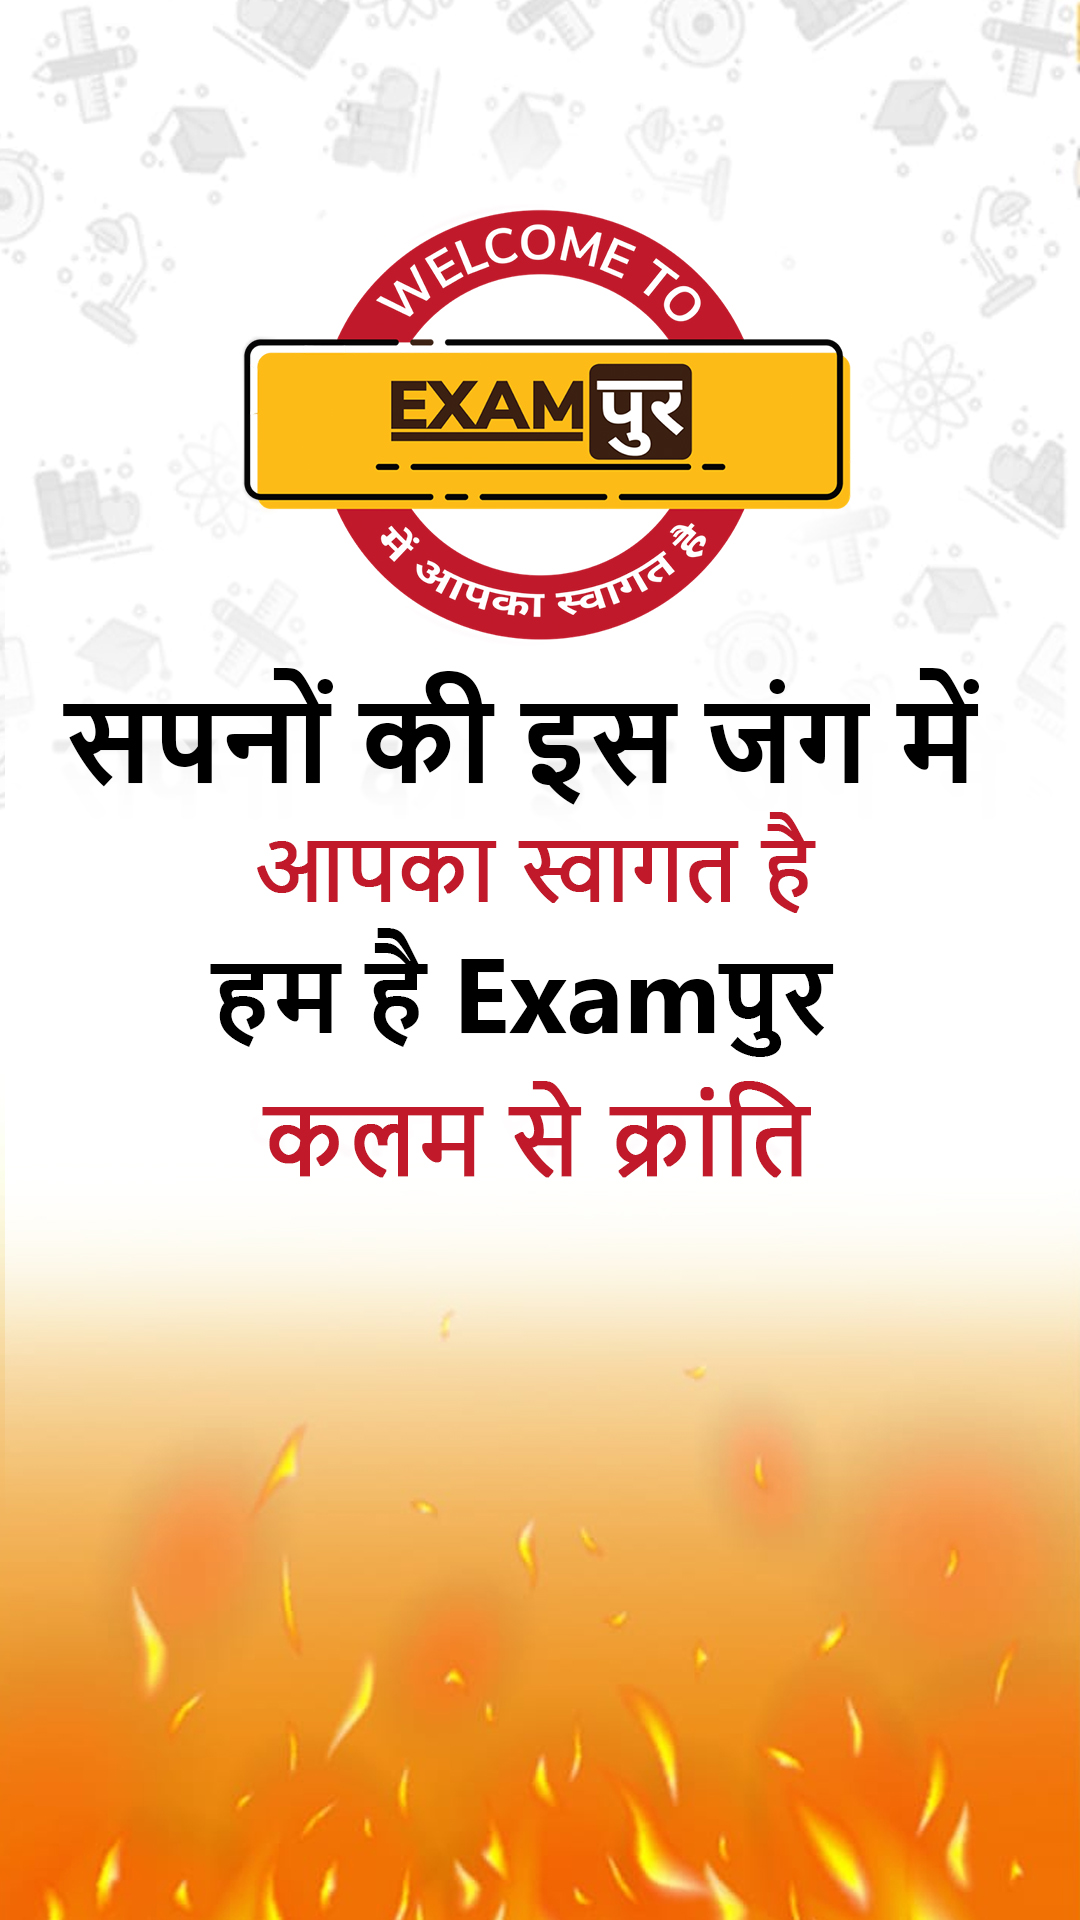 WELCOME TO
EXAMपुर
में आपका स्वागत है
सपनों की इस जंग में
आपका स्वागत है
हम है Examपुर
कलम से क्रांति